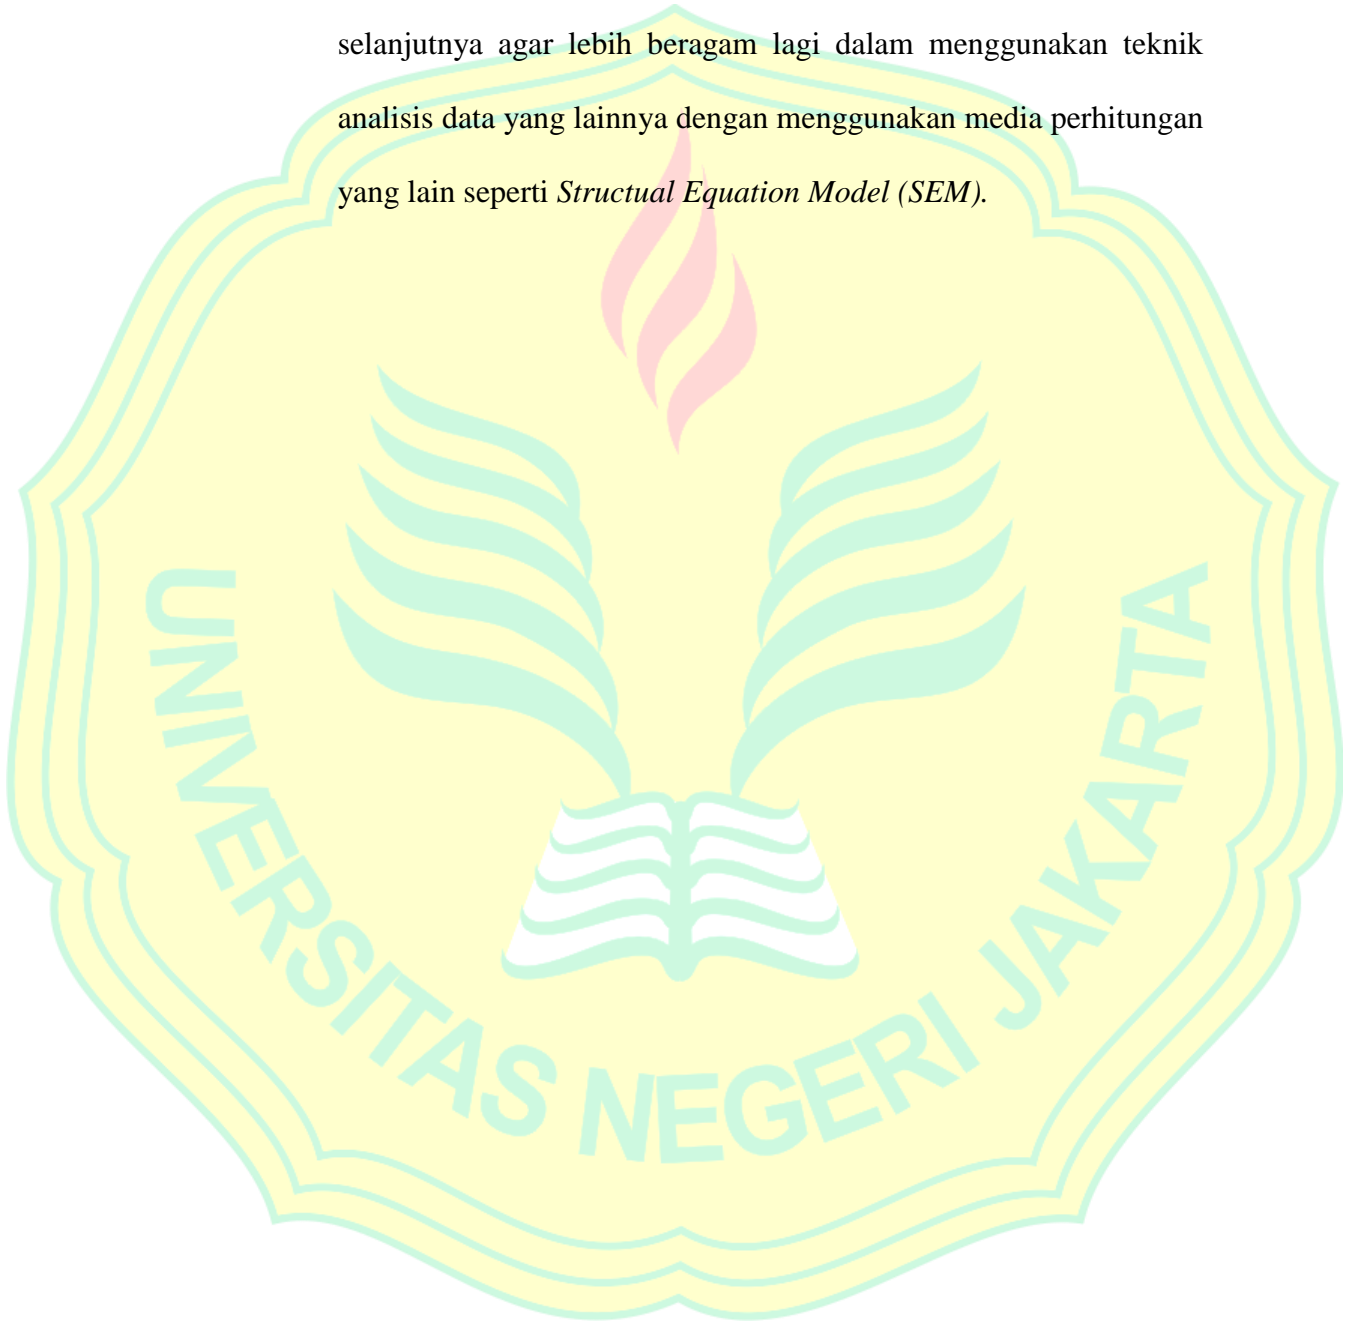 selanjutnya agar lebih beragam lagi dalam menggunakan teknik
analisis data yang lainnya dengan menggunakan media perhitungan
yang lain seperti Structual Equation Model (SEM).
UNIVERSITAS NEGERI JAKARTA